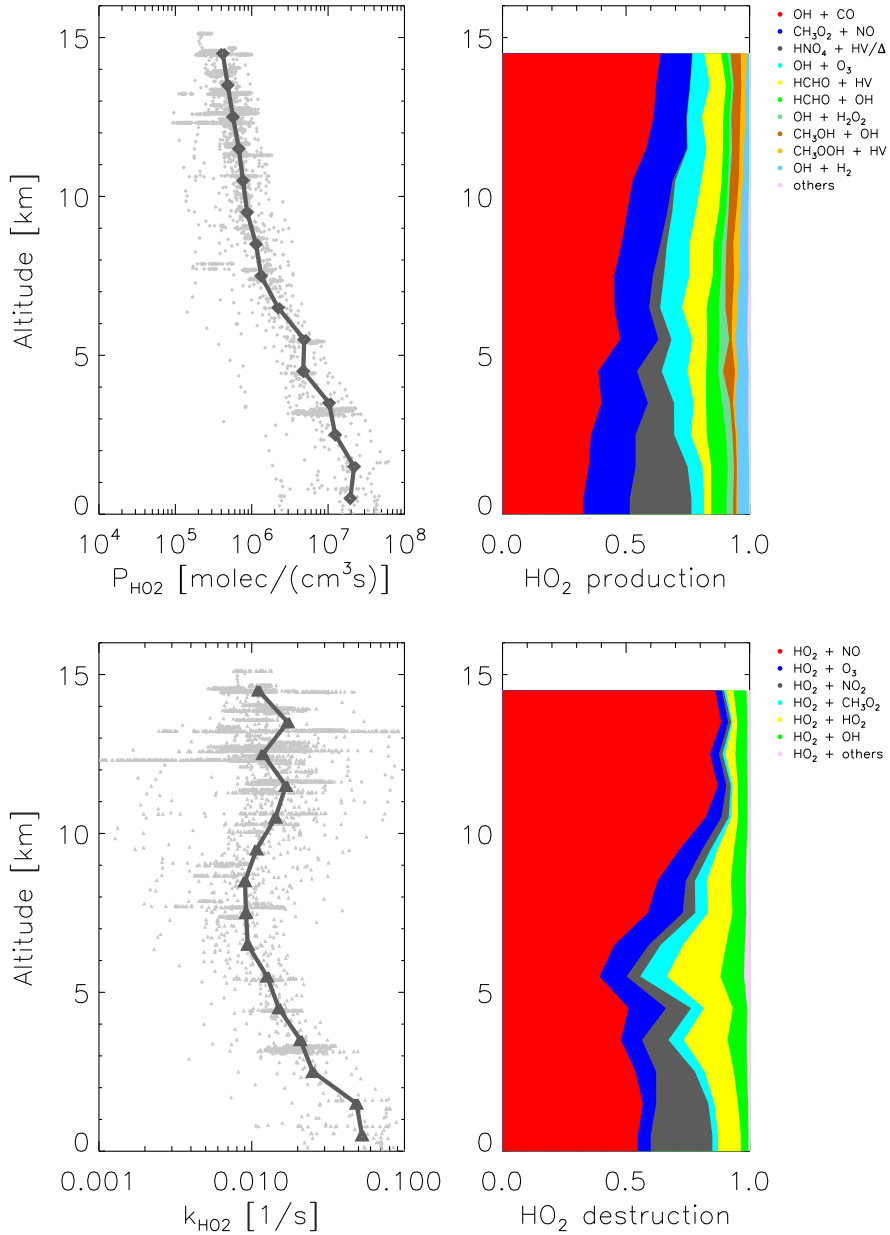 15
10
5
0
Altitude [km]
10⁴ 10⁵ 10⁶ 10⁷ 10⁸
P_HO2 [molec/(cm³s)]
0.0 0.5 1.0
HO₂ production
OH + CO
CH₃O₂ + NO
HNO₄ + HV/Δ
OH + O₃
HCHO + HV
HCHO + OH
OH + H₂O₂
CH₃OH + OH
CH₃OOH + HV
OH + H₂
others
15
10
5
0
15
10
5
0
Altitude [km]
0.001 0.010 0.100
k_HO2 [1/s]
15
10
5
0
0.0 0.5 1.0
HO₂ destruction
HO₂ + NO
HO₂ + O₃
HO₂ + NO₂
HO₂ + CH₃O₂
HO₂ + HO₂
HO₂ + OH
HO₂ + others